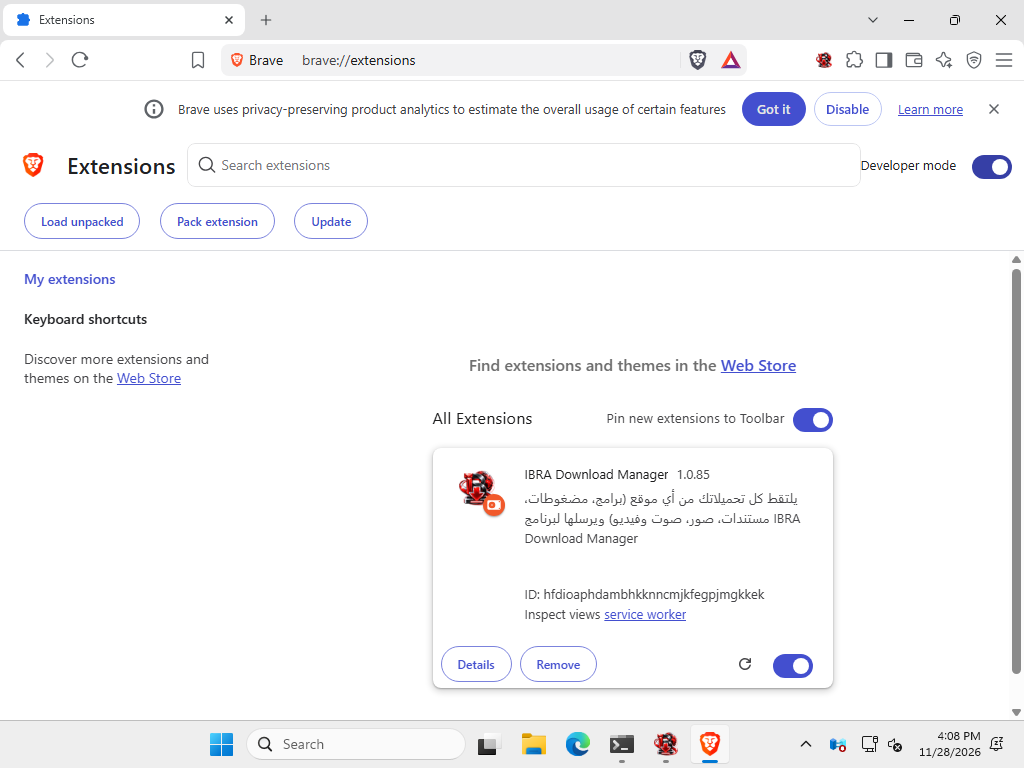 Extensions
Brave
brave://extensions
Brave uses privacy-preserving product analytics to estimate the overall usage of certain features
Got it
Disable
Learn more
Extensions
Search extensions
Developer mode
Load unpacked
Pack extension
Update
My extensions
Keyboard shortcuts
Discover more extensions and
themes on the Web Store
Find extensions and themes in the Web Store
All Extensions
Pin new extensions to Toolbar
IBRA Download Manager 1.0.85
يلتقط كل تحميلاتك من أي موقع (برامج، مضغوطات،
مستندات، صور، صوت وفيديو) ويرسلها لبرنامج IBRA
Download Manager
ID: hfdioaphdambhkknncmjkfegpjmgkkek
Inspect views service worker
Details
Remove
Search
4:08 PM
11/28/2026